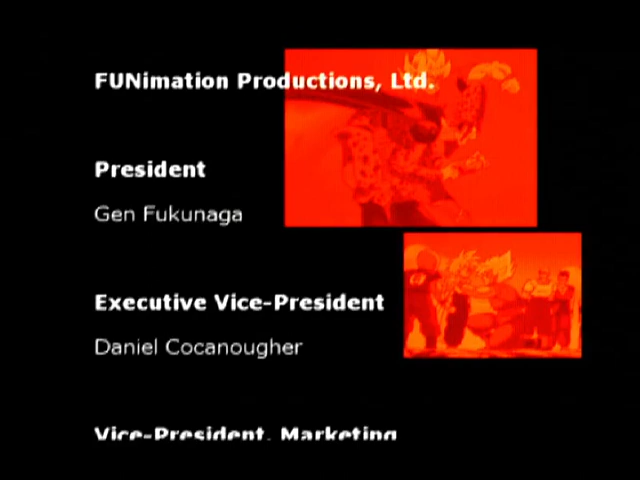 FUNimation Productions, Ltd.
President
Gen Fukunaga
Executive Vice-President
Daniel Cocanougher
Vice-President, Marketing